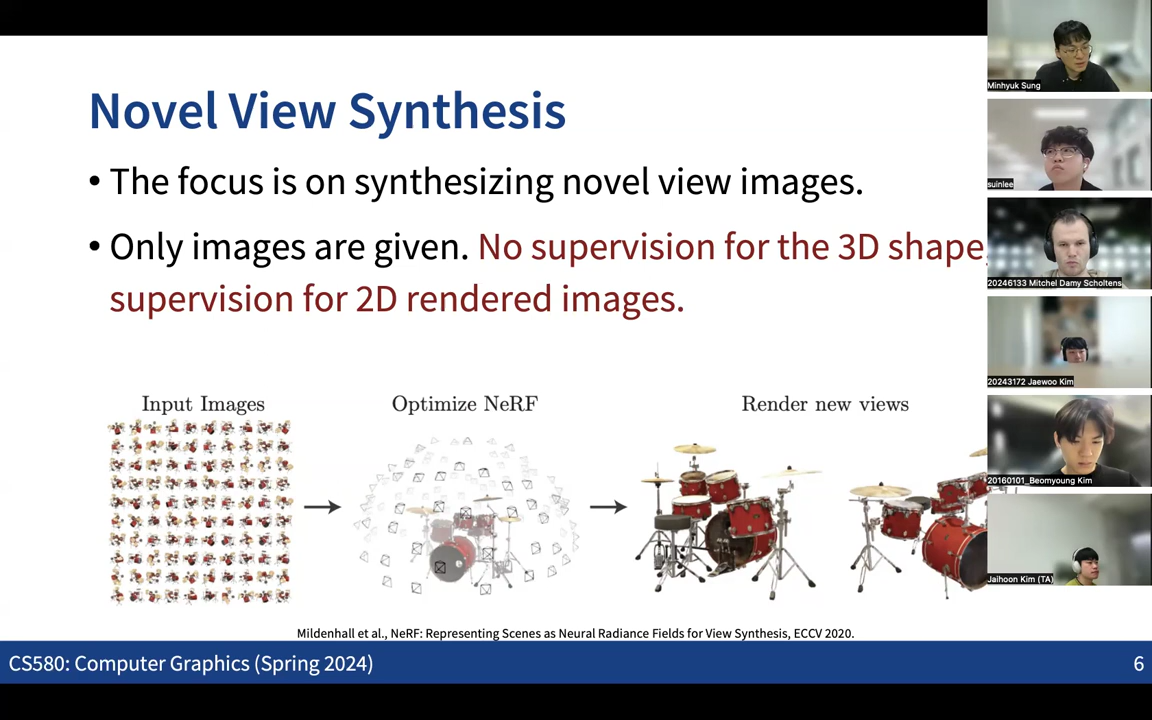 Novel View Synthesis
• The focus is on synthesizing novel view images.
• Only images are given. No supervision for the 3D shape,
supervision for 2D rendered images.
Input Images
Optimize NeRF
Render new views
Mildenhall et al., NeRF: Representing Scenes as Neural Radiance Fields for View Synthesis, ECCV 2020.
CS580: Computer Graphics (Spring 2024)
6
Minhyuk Sung
suinlee
20246133 Mitchel Damy Scholtens
20243172 Jaewoo Kim
20160101_Beomyoung Kim
Jaihoon Kim (TA)